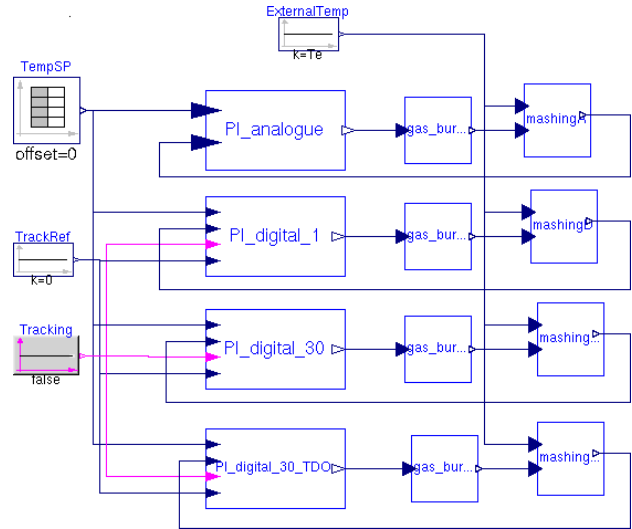 ExternalTemp
k=Te
TempSP
offset=0
PI_analogue
gas_bur...
mashingA
TrackRef
k=0
PI_digital_1
gas_bur...
mashingD
Tracking
false
PI_digital_30
gas_bur...
mashing...
PI_digital_30_TDO
gas_bur...
mashing...